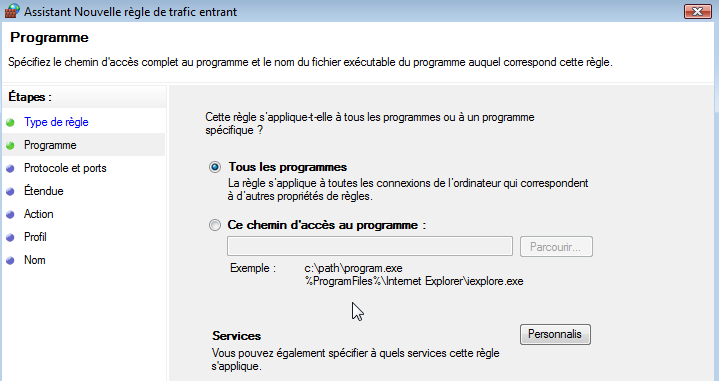 Assistant Nouvelle règle de trafic entrant
Programme
Spécifiez le chemin d'accès complet au programme et le nom du fichier exécutable du programme auquel correspond cette règle.
Étapes :
Type de règle
Programme
Protocole et ports
Étendue
Action
Profil
Nom
Cette règle s'applique-t-elle à tous les programmes ou à un programme
spécifique ?
Tous les programmes
La règle s'applique à toutes les connexions de l'ordinateur qui correspondent
à d'autres propriétés de règles.
Ce chemin d'accès au programme :
Parcourir...
Exemple : c:\path\program.exe
%ProgramFiles%\Internet Explorer\iexplore.exe
Services
Personnalis
Vous pouvez également spécifier à quels services cette règle
s'applique.